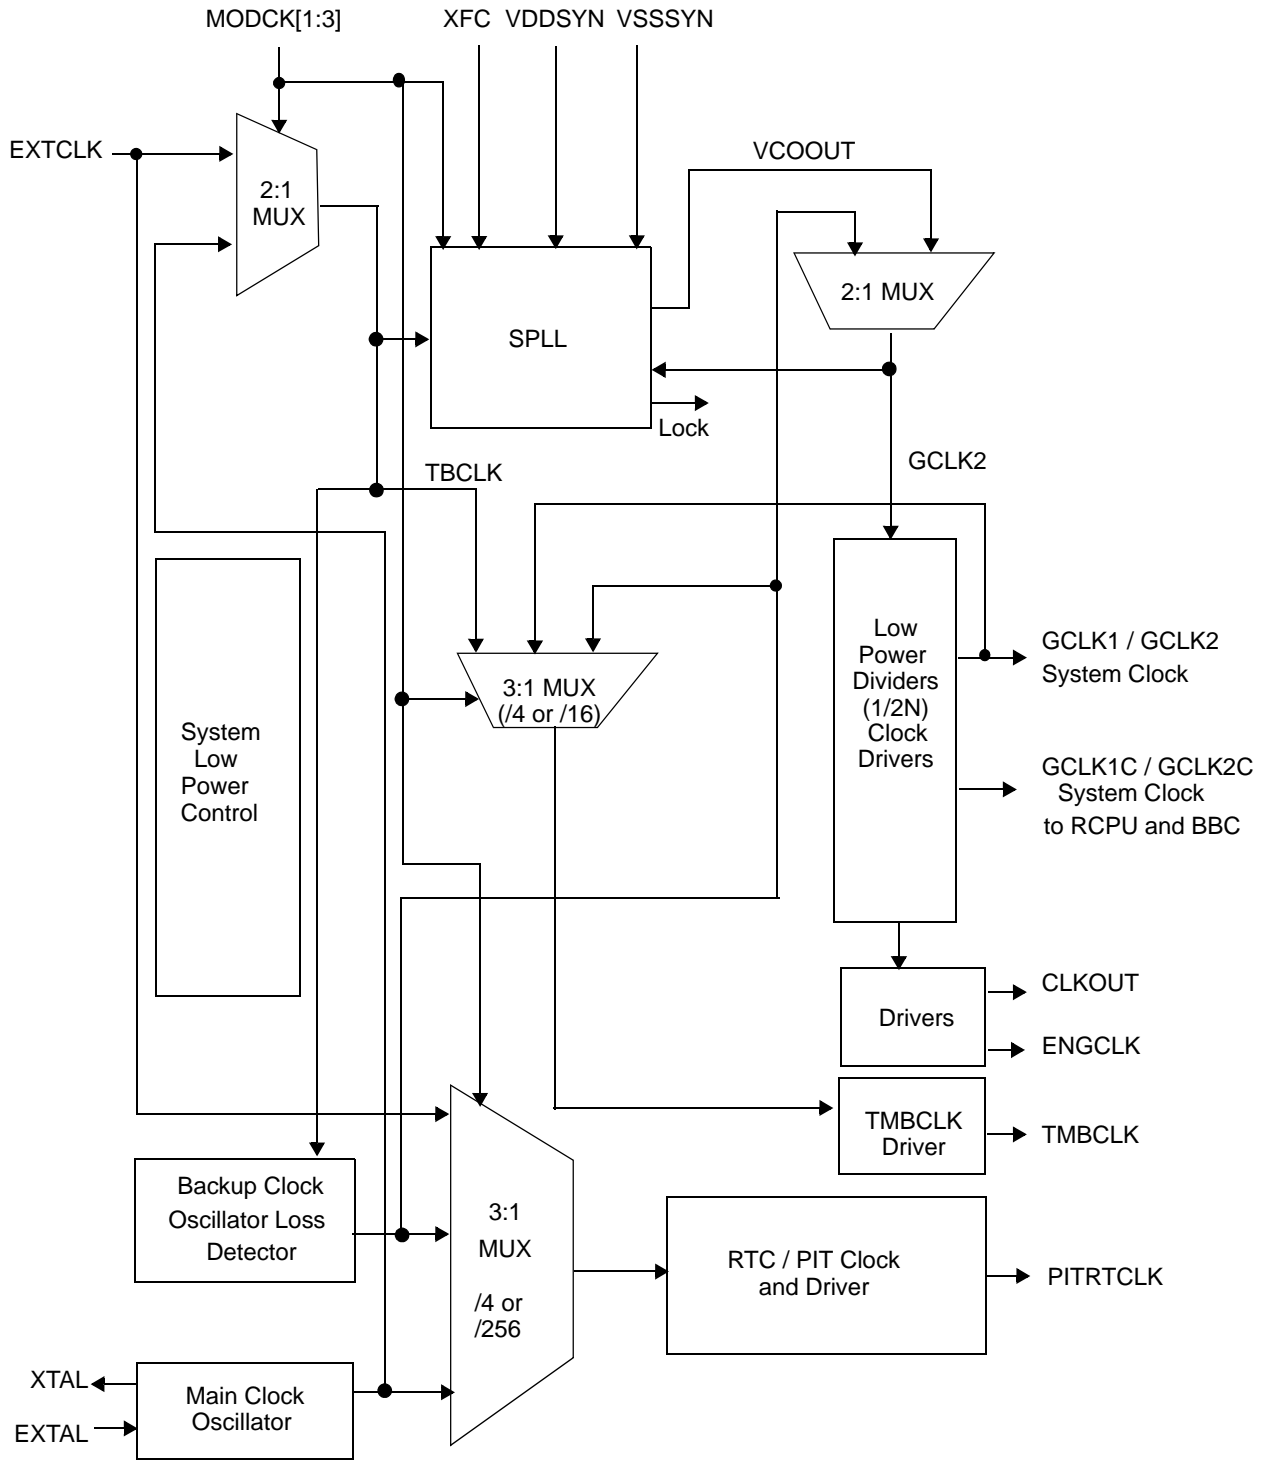 MODCK[1:3]
XFC
VDDSYN
VSSSYN
EXTCLK
2:1
MUX
VCOOUT
2:1 MUX
SPLL
Lock
TBCLK
GCLK2
System
Low
Power
Control
3:1 MUX
(/4 or /16)
Low
Power
Dividers
(1/2N)
Clock
Drivers
GCLK1 / GCLK2
System Clock
GCLK1C / GCLK2C
System Clock
to RCPU and BBC
Drivers
CLKOUT
ENGCLK
TMBCLK
Driver
TMBCLK
Backup Clock
Oscillator Loss
Detector
3:1
MUX
/4 or
/256
RTC / PIT Clock
and Driver
PITRTCLK
XTAL
EXTAL
Main Clock
Oscillator